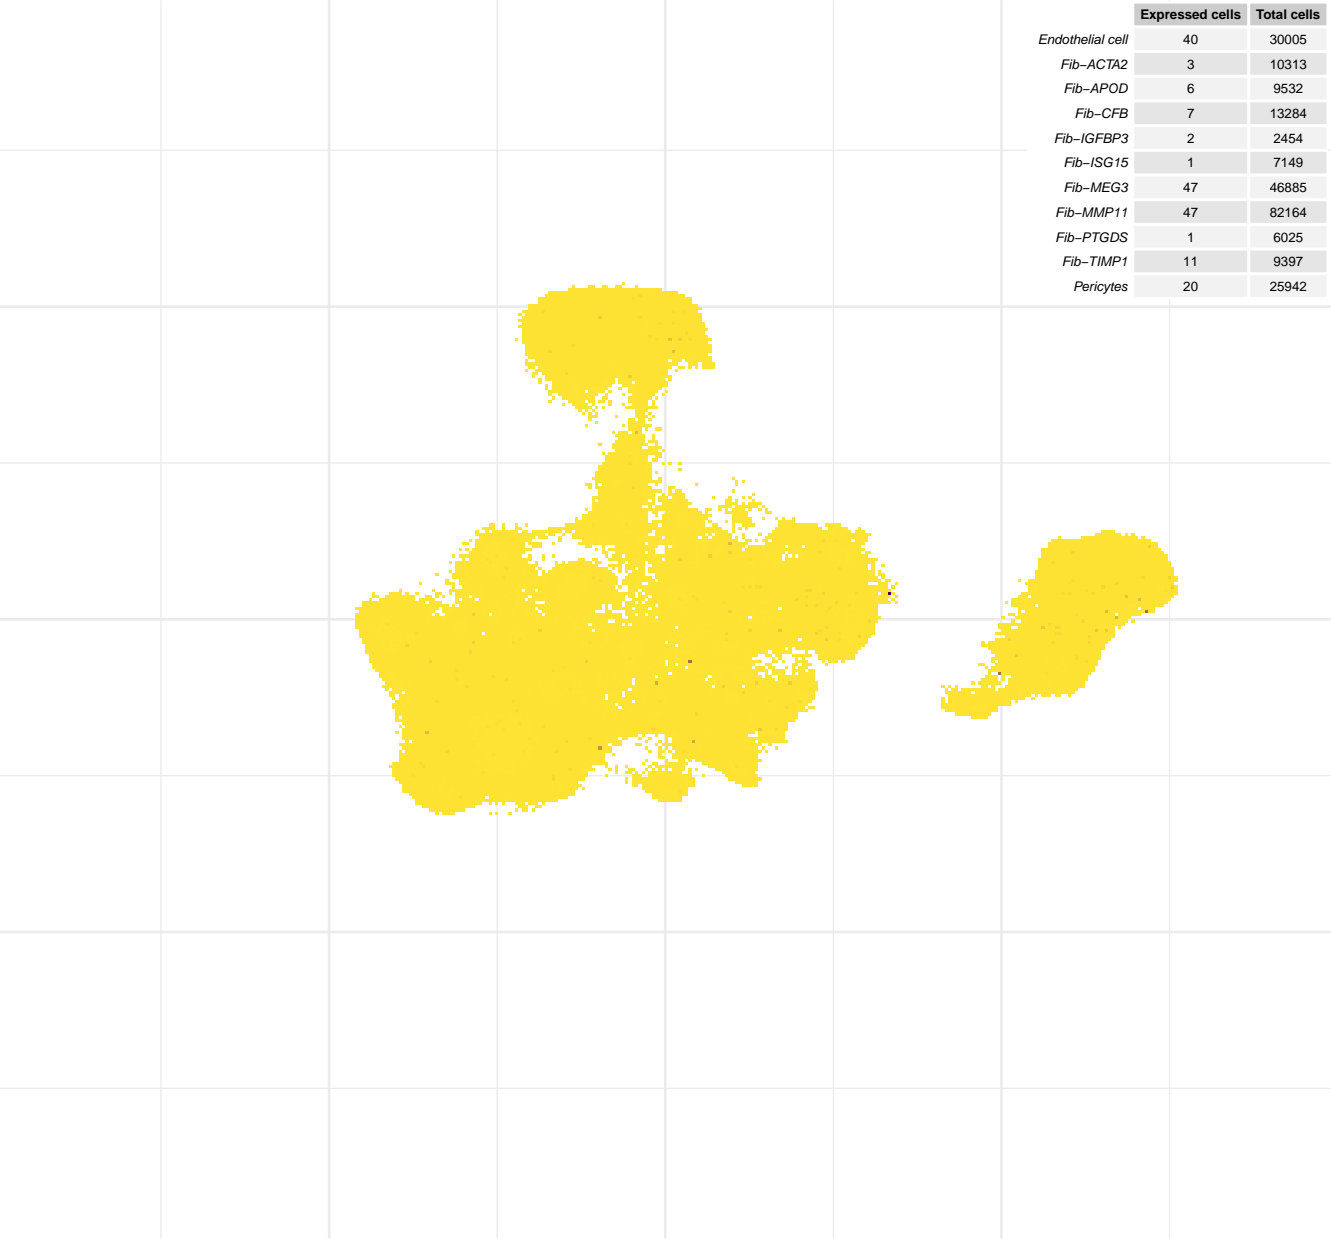 Expressed cells Total cells
Endothelial cell 40 30005
Fib−ACTA2 3 10313
Fib−APOD 6 9532
Fib−CFB 7 13284
Fib−IGFBP3 2 2454
Fib−ISG15 1 7149
Fib−MEG3 47 46885
Fib−MMP11 47 82164
Fib−PTGDS 1 6025
Fib−TIMP1 11 9397
Pericytes 20 25942